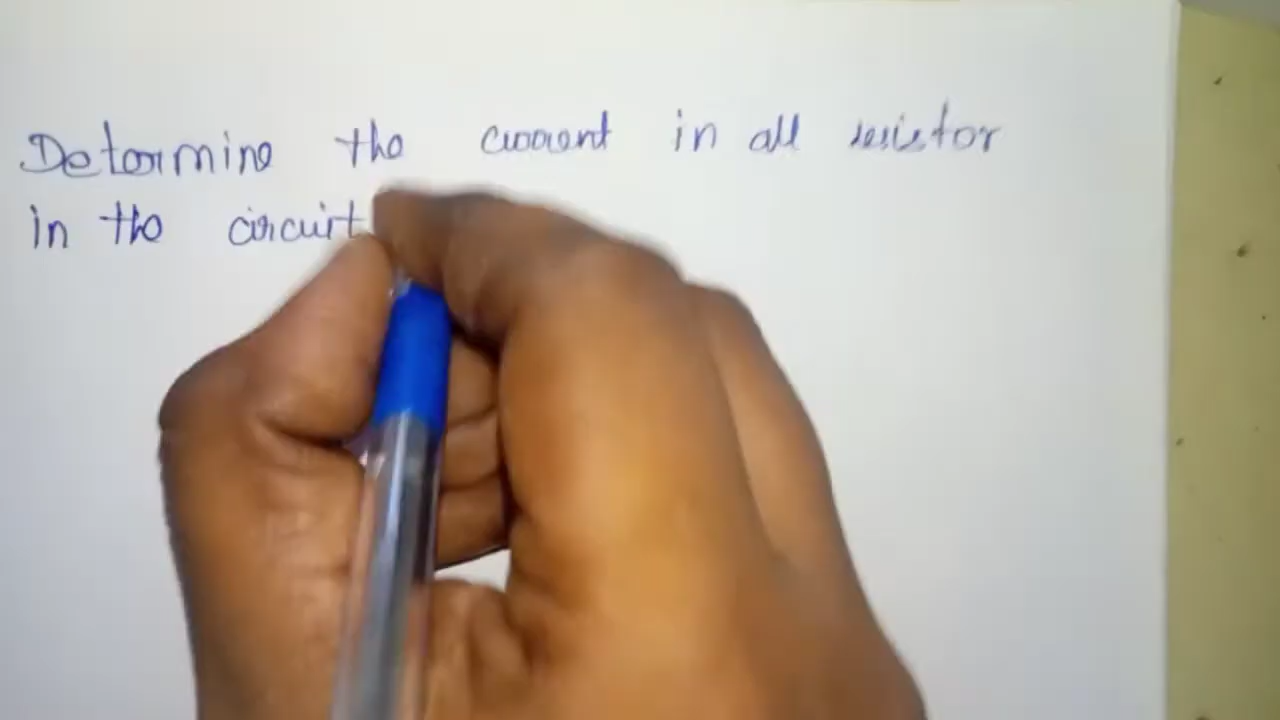 Determine the current in all resistor
in the circuit